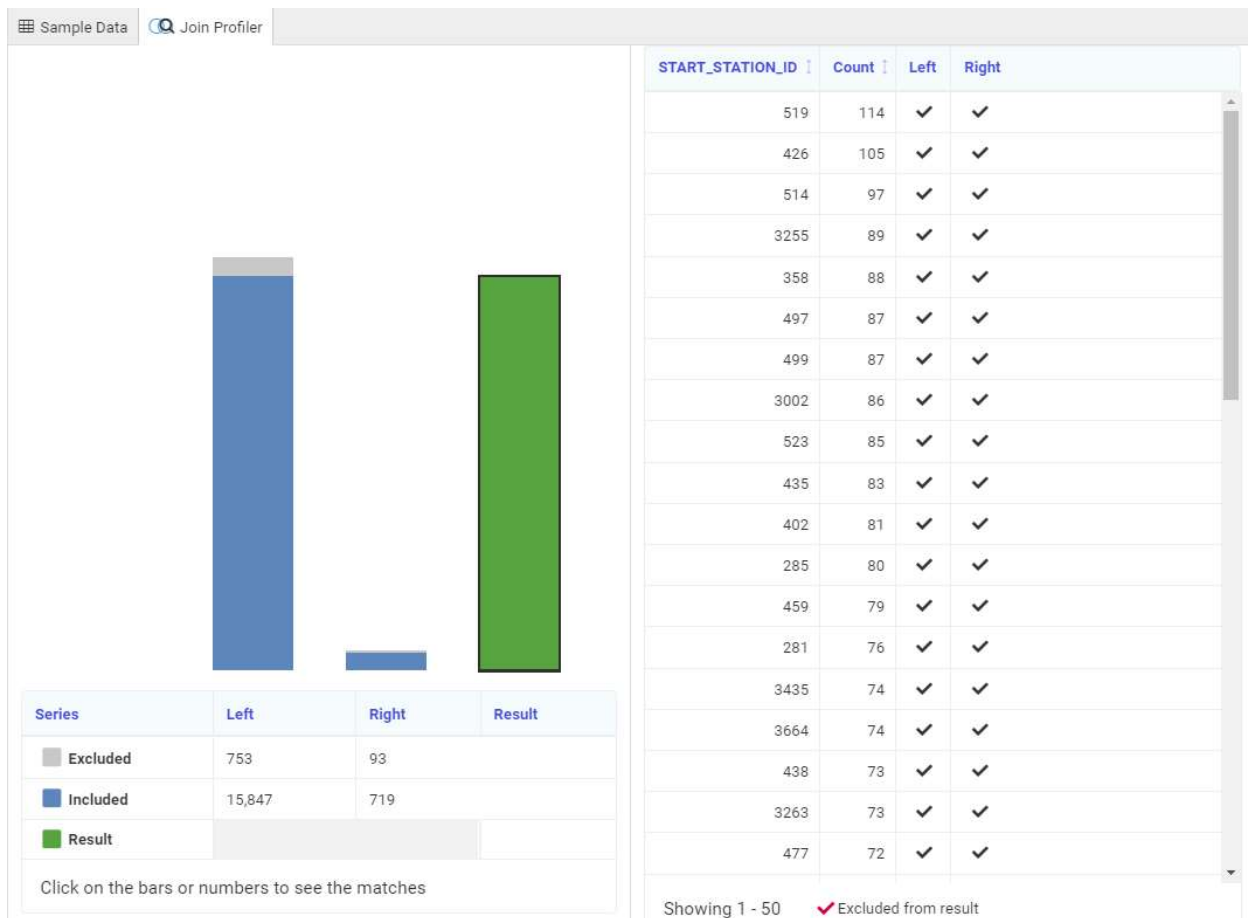 Sample Data Join Profiler
START_STATION_ID Count Left Right
519 114
426 105
514 97
3255 89
358 88
497 87
499 87
3002 86
523 85
435 83
402 81
285 80
459 79
281 76
3435 74
3664 74
438 73
3263 73
477 72
Showing 1 - 50 Excluded from result
Series Left Right Result
Excluded 753 93
Included 15,847 719
Result
Click on the bars or numbers to see the matches